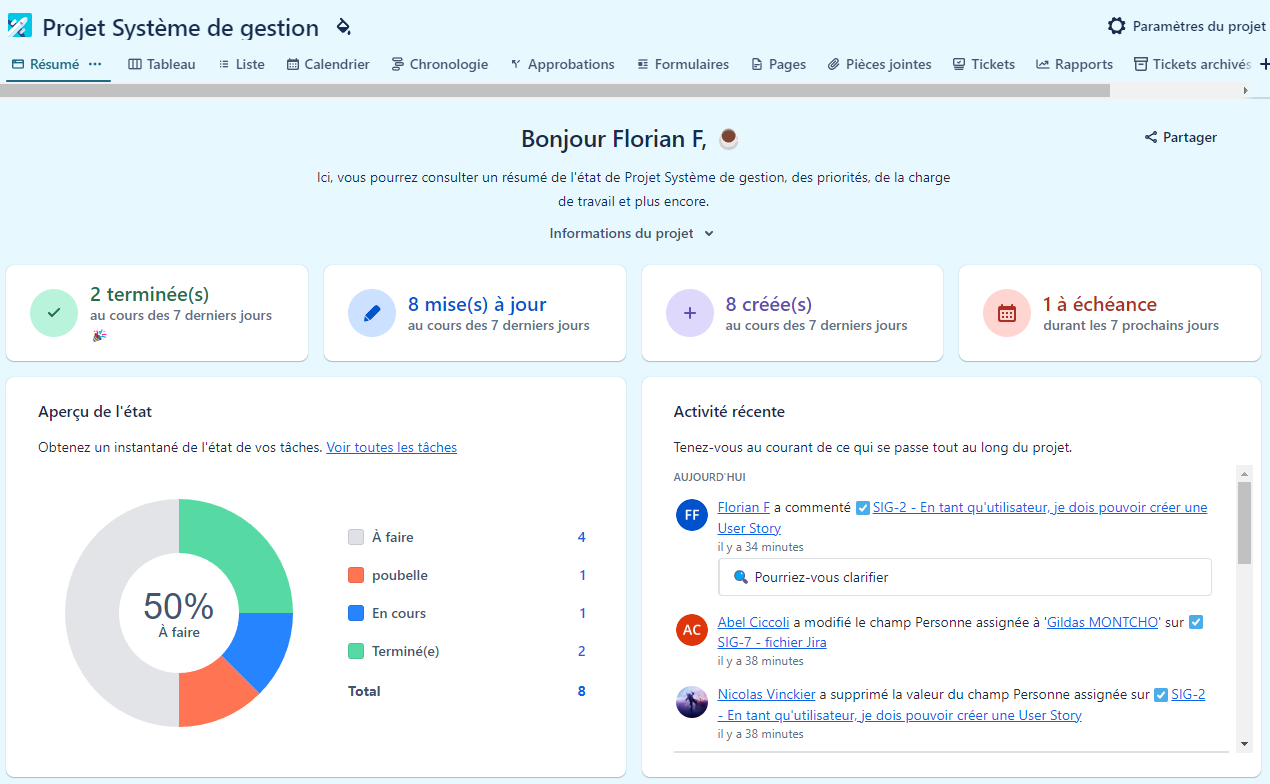 Projet Système de gestion
Paramètres du projet
Résumé
Tableau
Liste
Calendrier
Chronologie
Approbations
Formulaires
Pages
Pièces jointes
Tickets
Rapports
Tickets archivés
Bonjour Florian F,
Partager
Ici, vous pourrez consulter un résumé de l'état de Projet Système de gestion, des priorités, de la charge
de travail et plus encore.
Informations du projet
2 terminée(s)
au cours des 7 derniers jours
8 mise(s) à jour
au cours des 7 derniers jours
8 créée(s)
au cours des 7 derniers jours
1 à échéance
durant les 7 prochains jours
Aperçu de l'état
Obtenez un instantané de l'état de vos tâches. Voir toutes les tâches
50%
À faire
À faire 4
poubelle 1
En cours 1
Terminé(e) 2
Total 8
Activité récente
Tenez-vous au courant de ce qui se passe tout au long du projet.
AUJOURD'HUI
FF
Florian F a commenté SIG-2 - En tant qu'utilisateur, je dois pouvoir créer une
User Story
il y a 34 minutes
Pourriez-vous clarifier
AC
Abel Ciccoli a modifié le champ Personne assignée à 'Gildas MONTCHO' sur
SIG-7 - fichier Jira
il y a 38 minutes
Nicolas Vinckier a supprimé la valeur du champ Personne assignée sur SIG-2
- En tant qu'utilisateur, je dois pouvoir créer une User Story
il y a 38 minutes